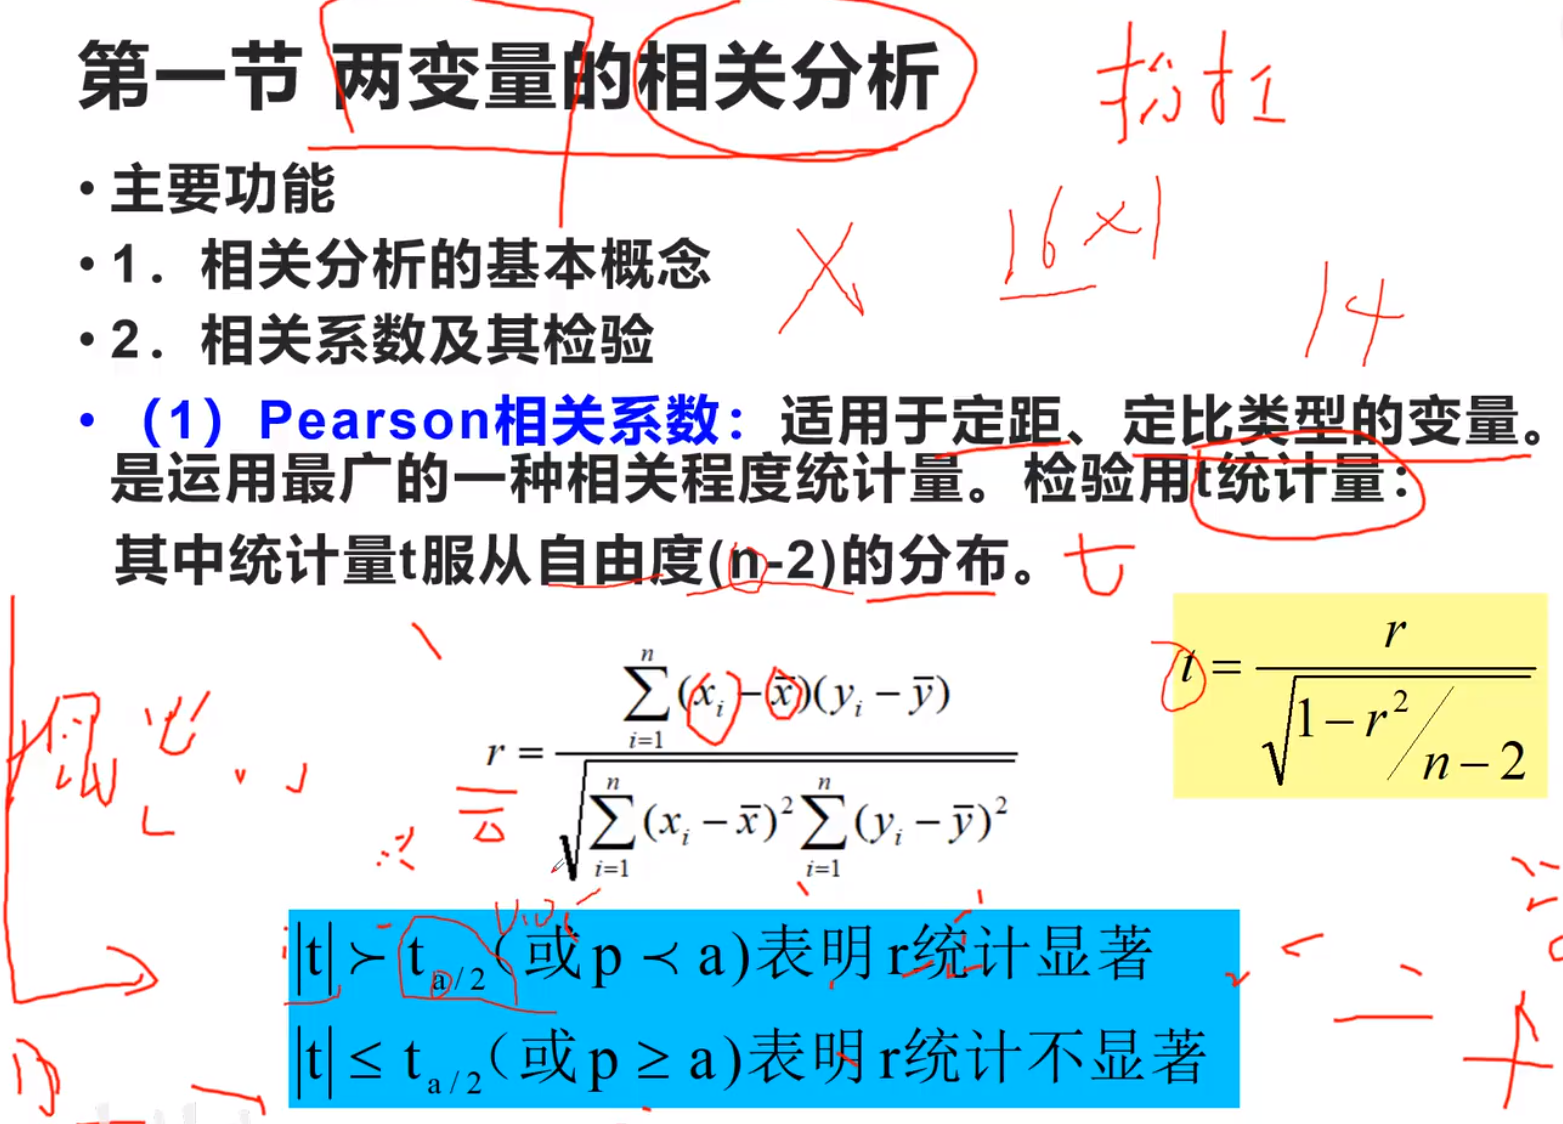 第一节 两变量的相关分析
• 主要功能
• 1．相关分析的基本概念
• 2．相关系数及其检验
16×1
14
• （1）Pearson相关系数：适用于定距、定比类型的变量。
是运用最广的一种相关程度统计量。检验用t统计量：
其中统计量t服从自由度(n-2)的分布。 t
r = \frac{\sum_{i=1}^{n}(x_i - \bar{x})(y_i - \bar{y})}{\sqrt{\sum_{i=1}^{n}(x_i - \bar{x})^2 \sum_{i=1}^{n}(y_i - \bar{y})^2}}
t = \frac{r}{\sqrt{1-r^2 / n-2}}
|t| ≻ t a/2（或 p ≺ a)表明 r统计显著
|t| ≤ t a/2（或 p ≥ a)表明 r统计不显著